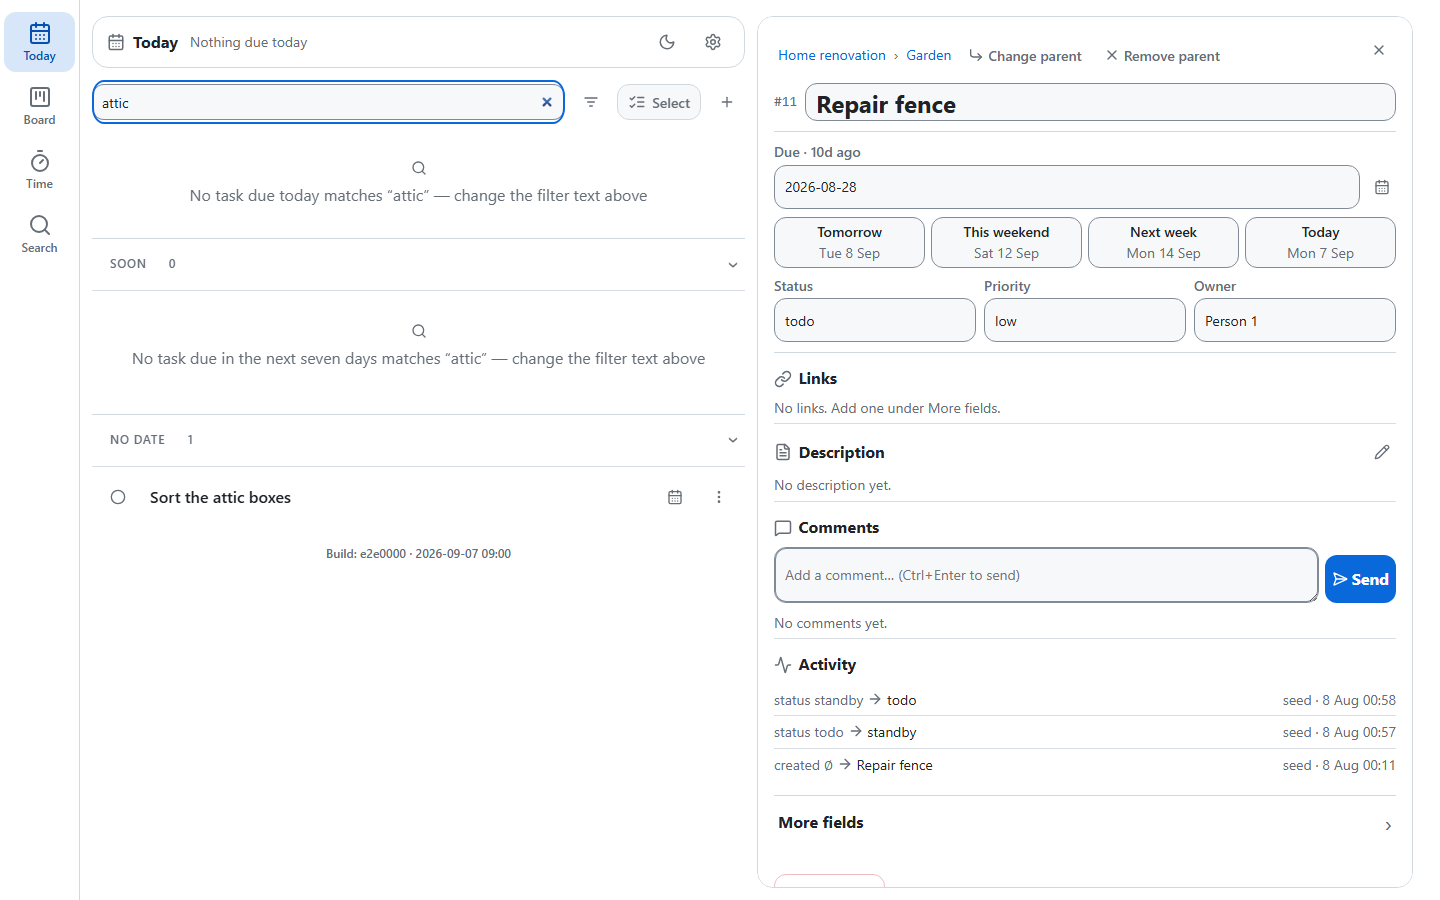 Today
Board
Time
Search
Today Nothing due today
attic
Select
No task due today matches “attic” — change the filter text above
SOON 0
No task due in the next seven days matches “attic” — change the filter text above
NO DATE 1
Sort the attic boxes
Build: e2e0000 · 2026-09-07 09:00
Home renovation › Garden Change parent Remove parent
#11 Repair fence
Due · 10d ago
2026-08-28
Tomorrow This weekend Next week Today
Tue 8 Sep Sat 12 Sep Mon 14 Sep Mon 7 Sep
Status Priority Owner
todo low Person 1
Links
No links. Add one under More fields.
Description
No description yet.
Comments
Add a comment... (Ctrl+Enter to send)
Send
No comments yet.
Activity
status standby → todo seed · 8 Aug 00:58
status todo → standby seed · 8 Aug 00:57
created ∅ → Repair fence seed · 8 Aug 00:11
More fields